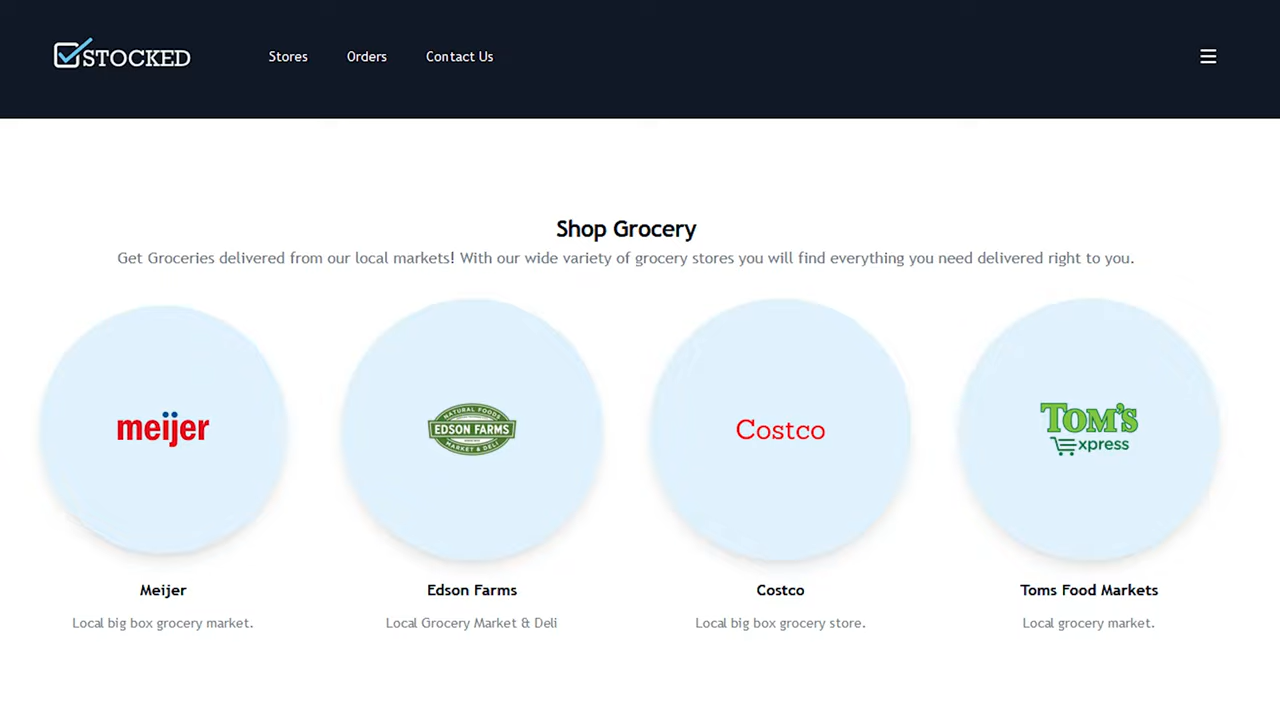 STOCKED
Stores Orders Contact Us
Shop Grocery
Get Groceries delivered from our local markets! With our wide variety of grocery stores you will find everything you need delivered right to you.
meijer
NATURAL FOODS
EDSON FARMS
MARKET & DELI
Costco
TOM'S
xpress
Meijer Edson Farms Costco Toms Food Markets
Local big box grocery market. Local Grocery Market & Deli Local big box grocery store. Local grocery market.